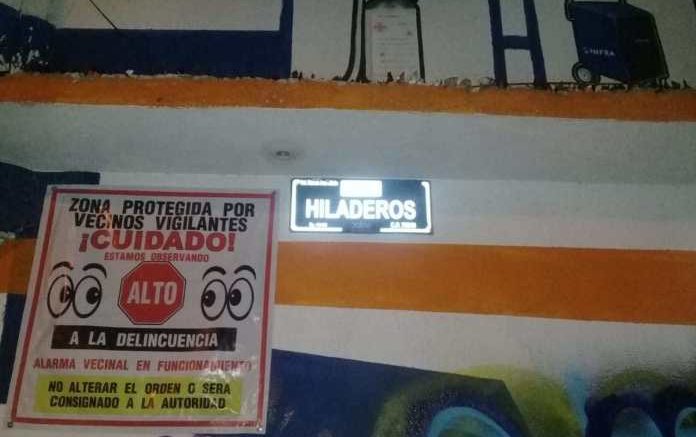 INFRA
HILADEROS
ZONA PROTEGIDA POR
VECINOS VIGILANTES
¡CUIDADO!
ESTAMOS OBSERVANDO
ALTO
A LA DELINCUENCIA
ALARMA VECINAL EN FUNCIONAMIENTO
NO ALTERAR EL ORDEN O SERA
CONSIGNADO A LA AUTORIDAD